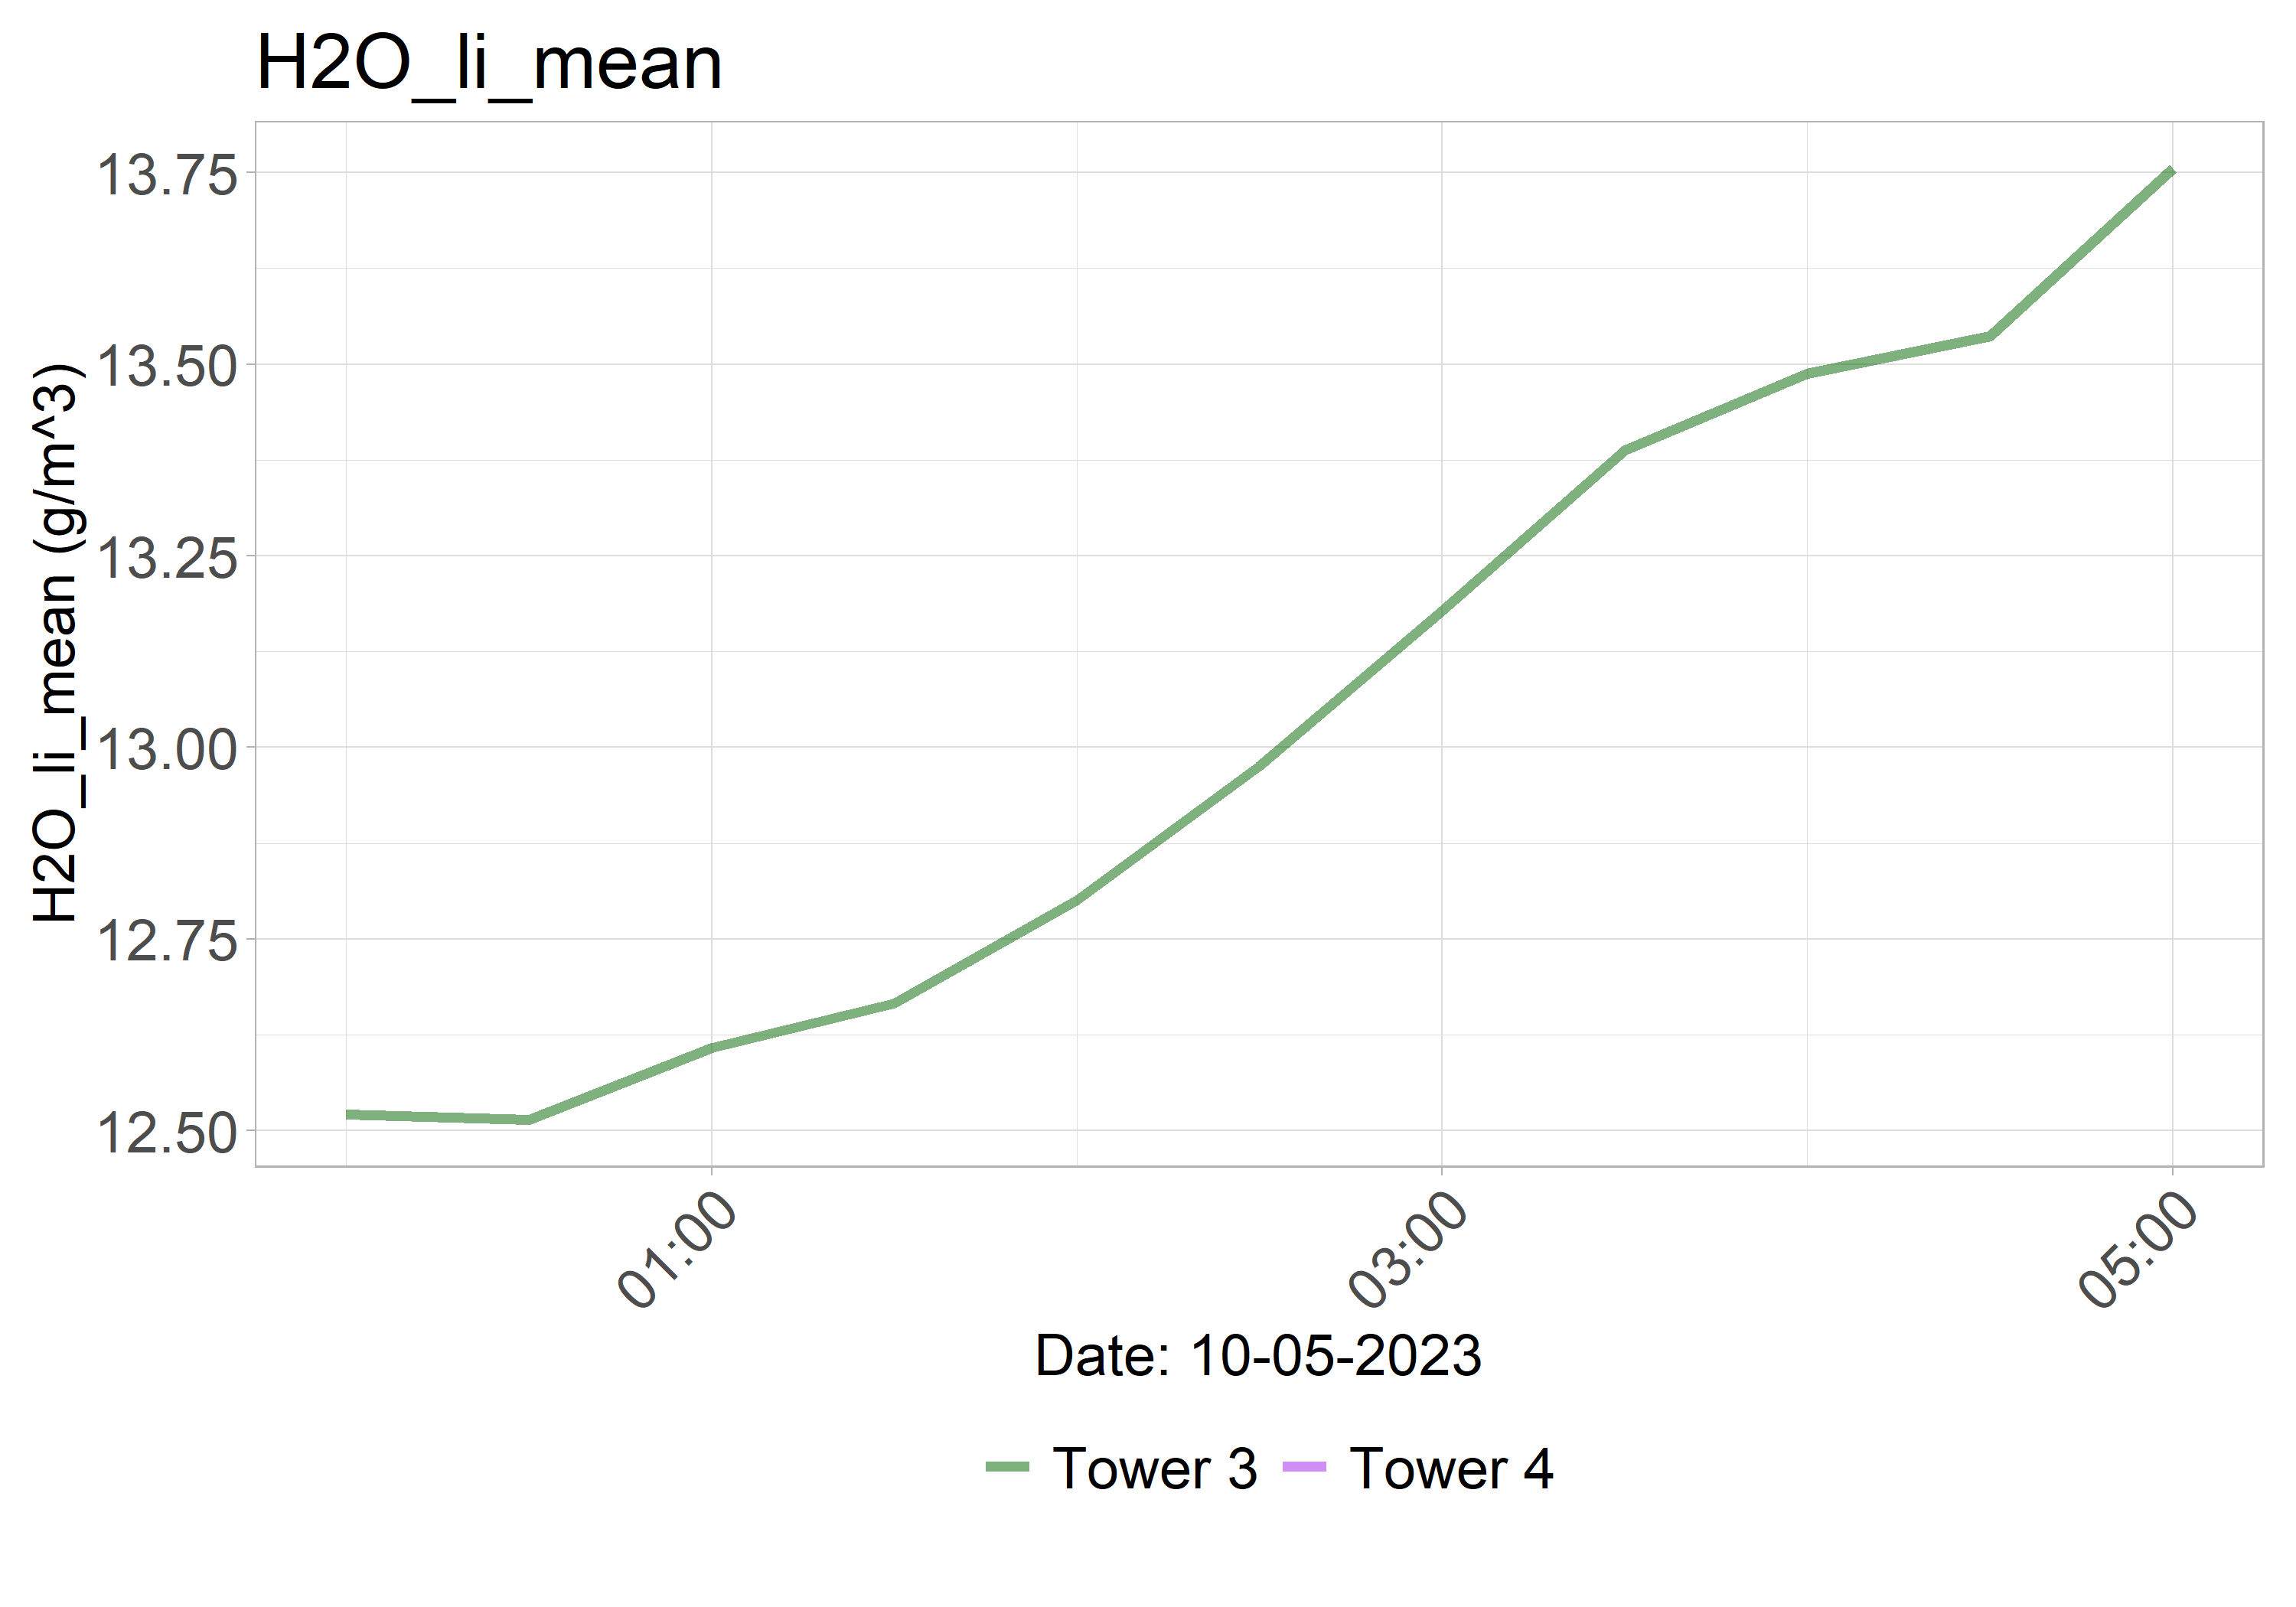 H2O_li_mean
13.75
13.50
13.25
13.00
12.75
12.50
H2O_li_mean (g/m^3)
01:00
03:00
05:00
Date: 10-05-2023
Tower 3
Tower 4